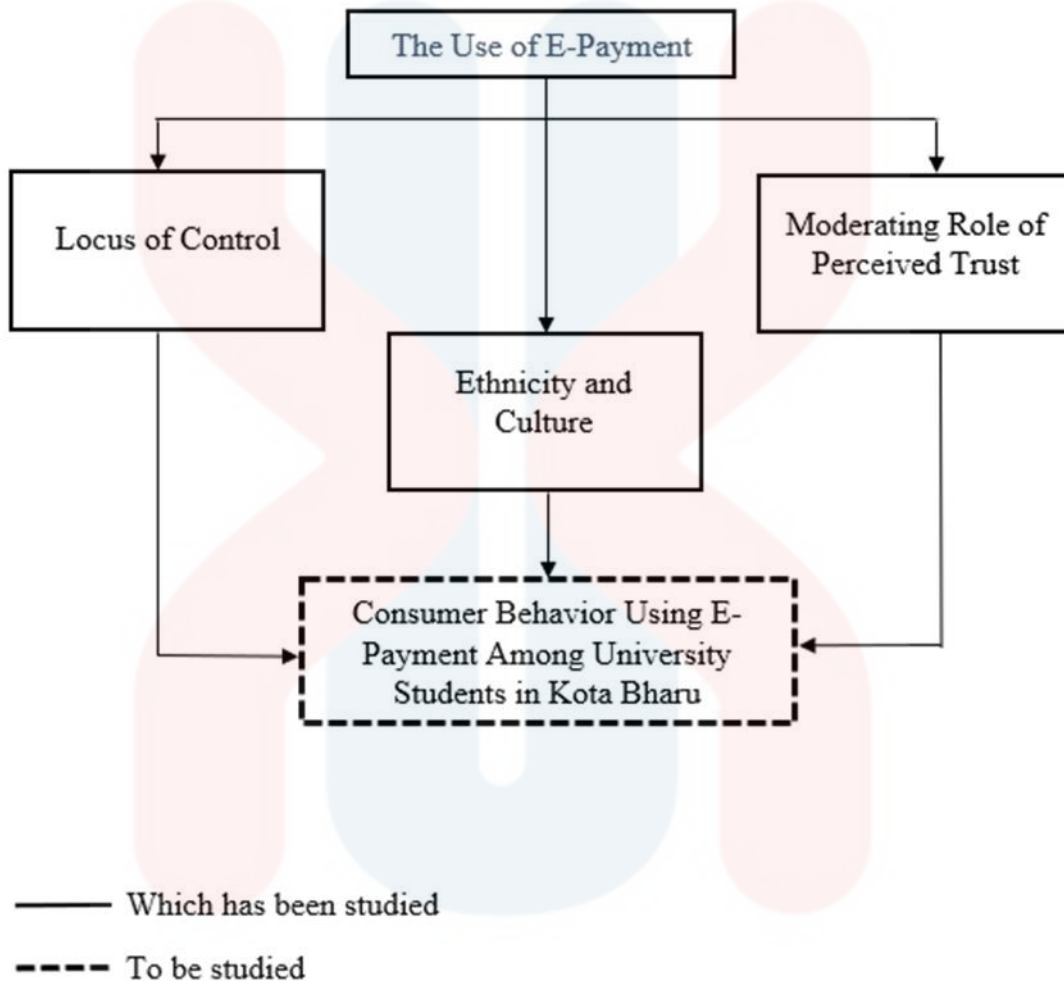 The Use of E-Payment
Locus of Control
Moderating Role of
Perceived Trust
Ethnicity and
Culture
Consumer Behavior Using E-
Payment Among University
Students in Kota Bharu
Which has been studied
To be studied